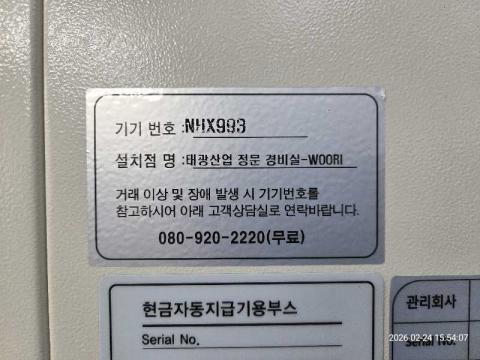 기기 번호 :NHX993
설치점 명 :태광산업 정문 경비실-WOORI
거래 이상 및 장애 발생 시 기기번호를
참고하시어 아래 고객상담실로 연락바랍니다.
080-920-2220(무료)
현금자동지급기용부스
Serial No.
관리회사
Serial No.
2026-02-24 15:54:07